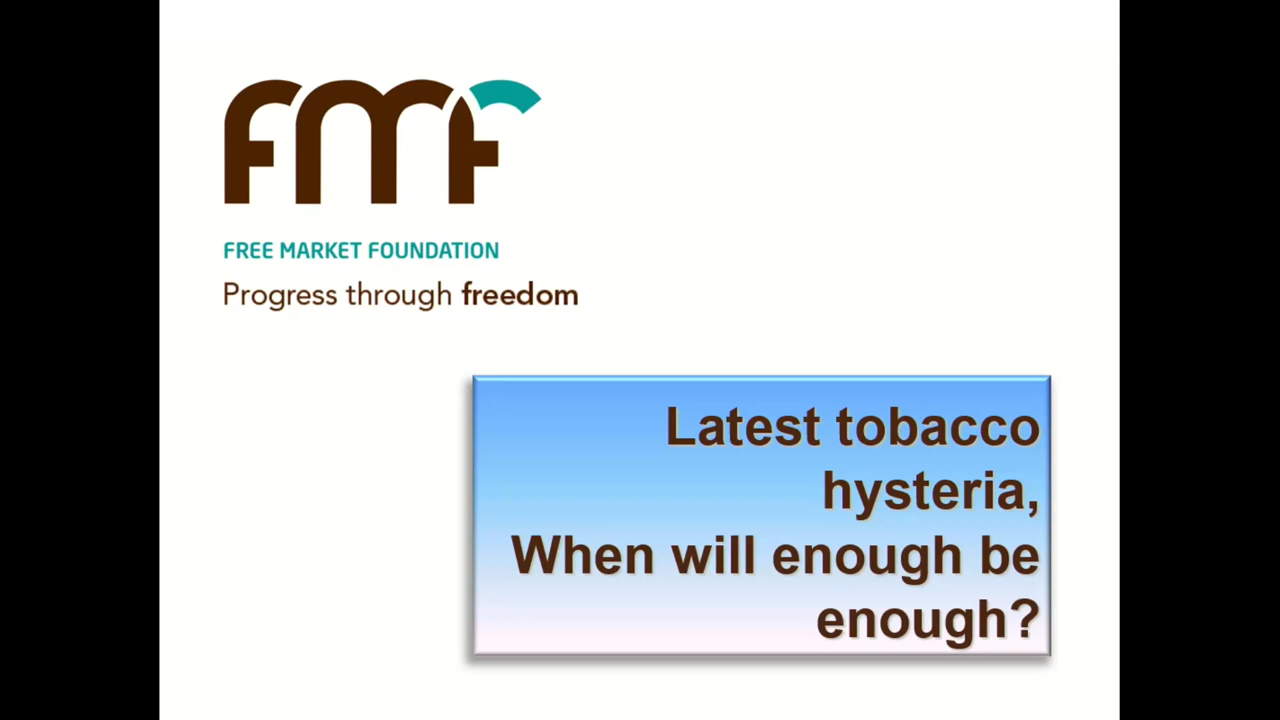 fmf
FREE MARKET FOUNDATION
Progress through freedom
Latest tobacco
hysteria,
When will enough be
enough?